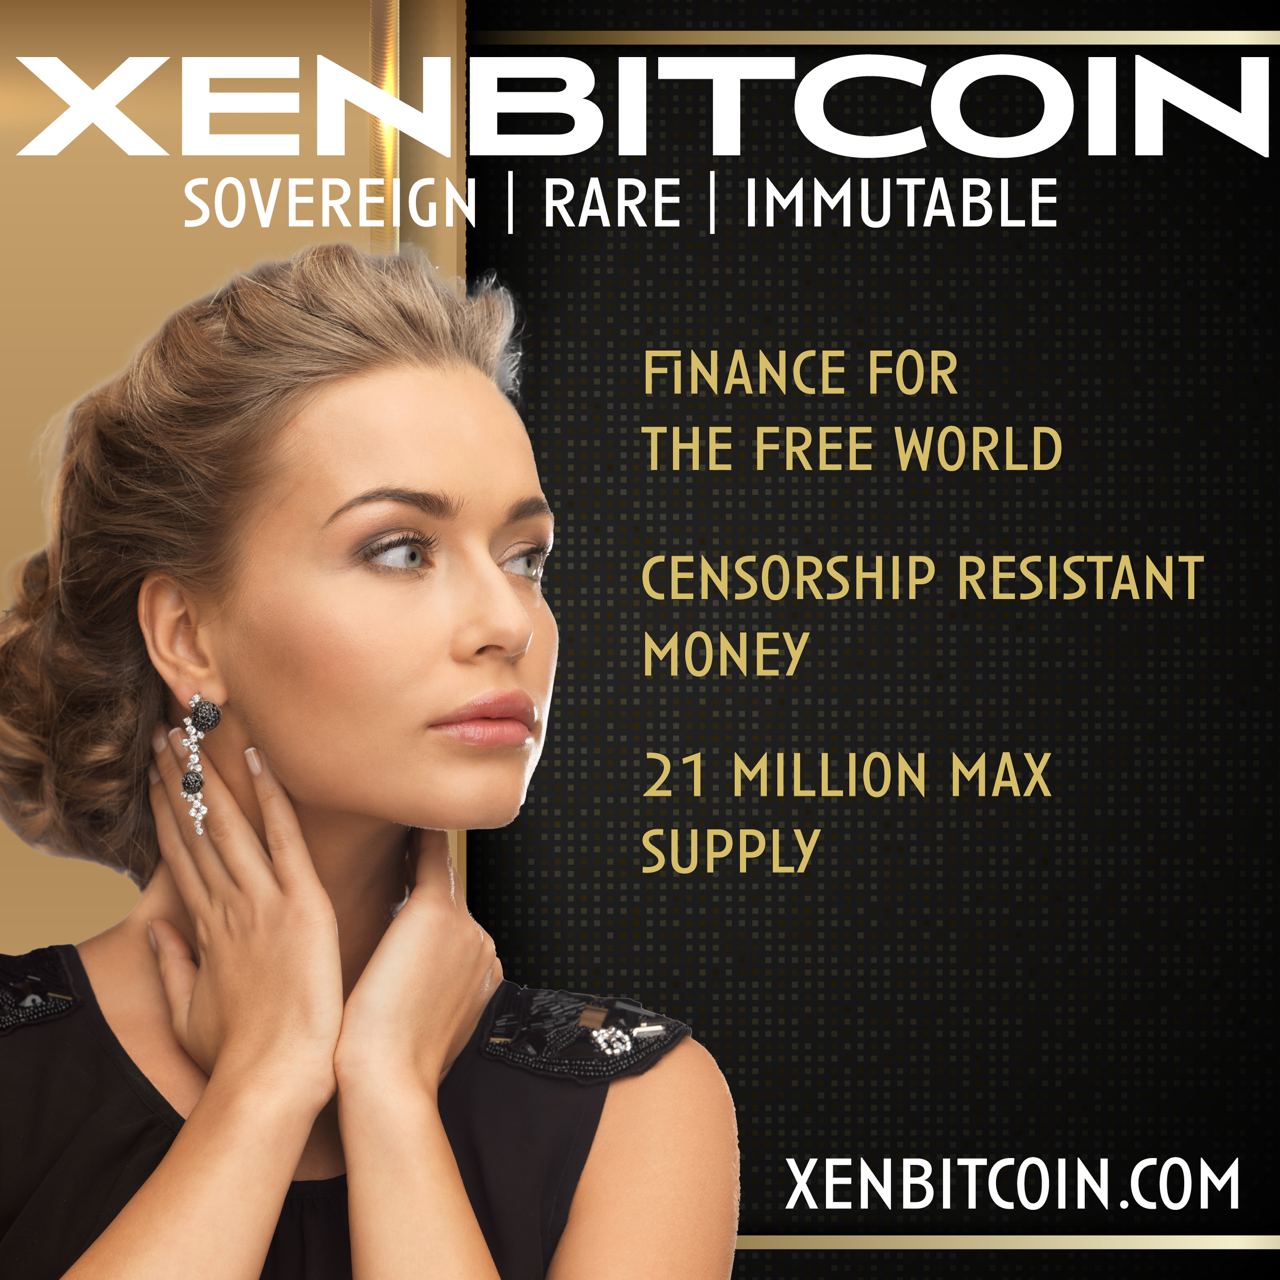 XENBITCOIN
SOVEREIGN | RARE | IMMUTABLE
FINANCE FOR
THE FREE WORLD
CENSORSHIP RESISTANT
MONEY
21 MILLION MAX
SUPPLY
XENBITCOIN.COM